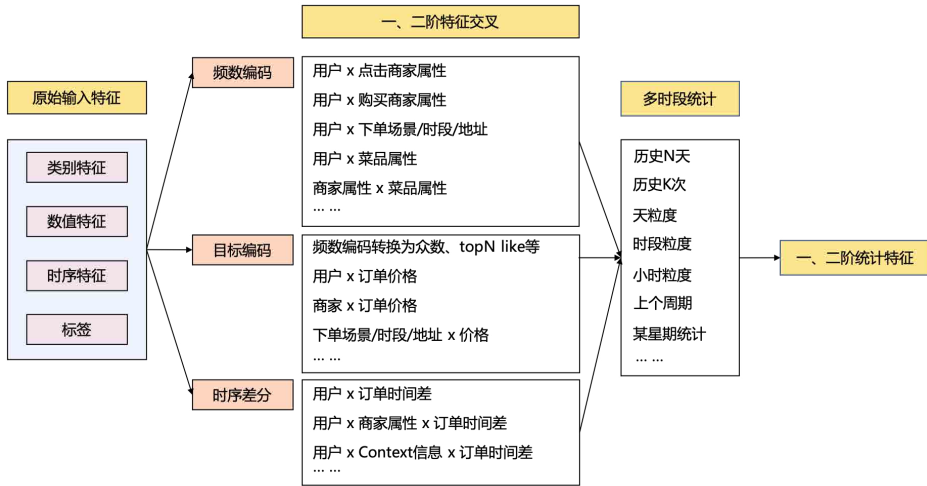 原始输入特征
类别特征
数值特征
时序特征
标签
频数编码
目标编码
时序差分
一、二阶特征交叉
用户 x 点击商家属性
用户 x 购买商家属性
用户 x 下单场景/时段/地址
用户 x 菜品属性
商家属性 x 菜品属性
... ...
频数编码转换为众数、topN like等
用户 x 订单价格
商家 x 订单价格
下单场景/时段/地址 x 价格
... ...
用户 x 订单时间差
用户 x 商家属性 x 订单时间差
用户 x Context信息 x 订单时间差
... ...
多时段统计
历史N天
历史K次
天粒度
时段粒度
小时粒度
上个周期
某星期统计
... ...
一、二阶统计特征